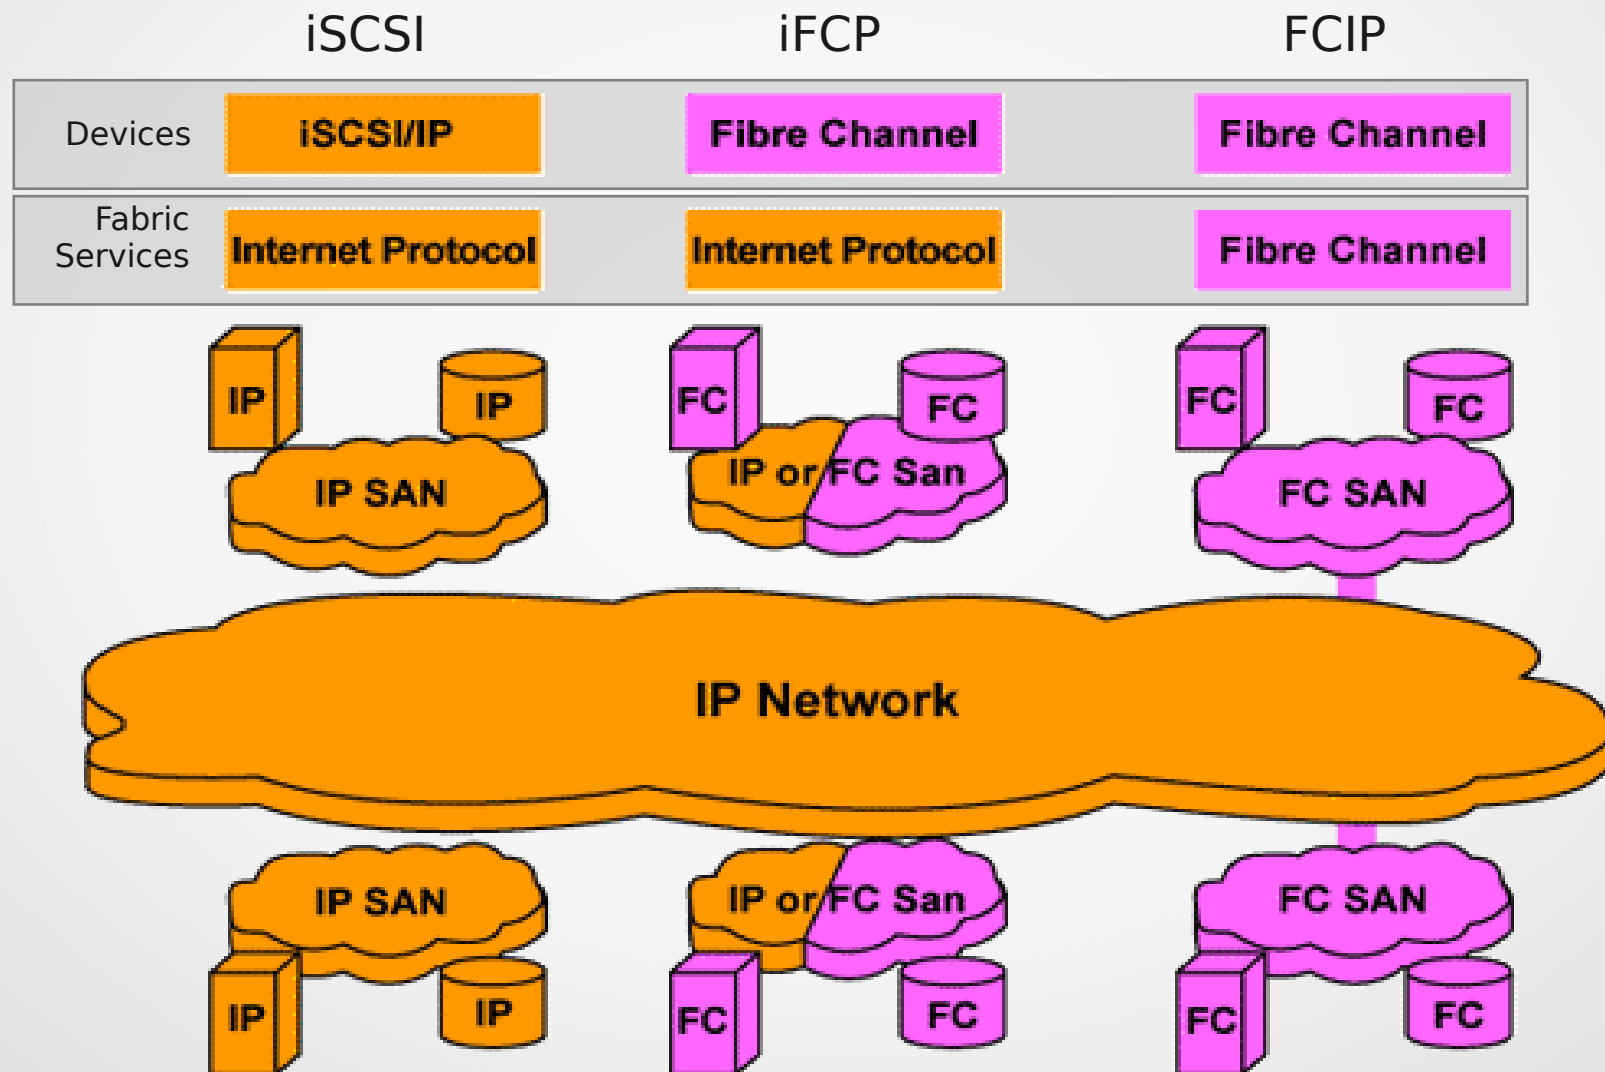 iSCSI iFCP FCIP
Devices iSCSI/IP Fibre Channel Fibre Channel
Fabric
Services Internet Protocol Internet Protocol Fibre Channel
IP IP FC FC FC FC
IP SAN IP or FC San FC SAN
IP Network
IP SAN IP or FC San FC SAN
IP IP FC FC FC FC